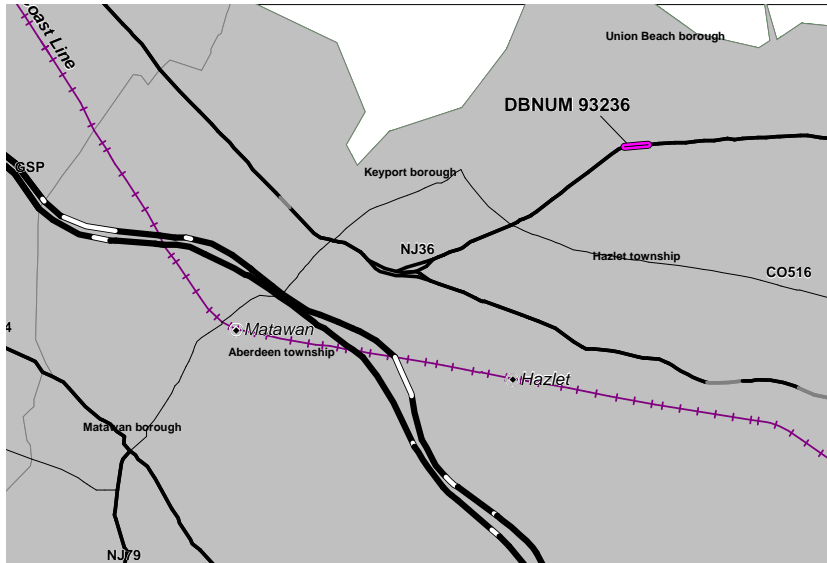 oast Line
Union Beach borough
DBNUM 93236
GSP
Keyport borough
NJ36
Hazlet township
CO516
4
Matawan
Aberdeen township
Hazlet
Matawan borough
NJ79